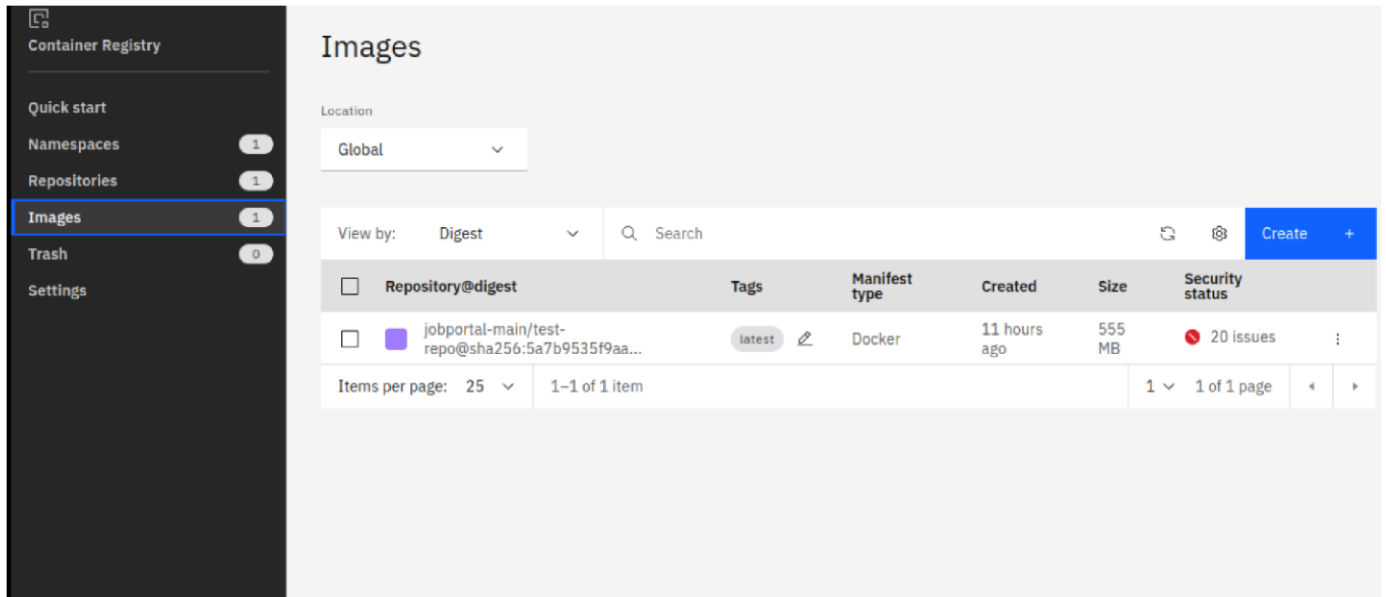 Container Registry
Quick start
Namespaces 1
Repositories 1
Images 1
Trash 0
Settings
Images
Location
Global
View by: Digest Search Create +
Repository@digest Tags Manifest type Created Size Security status
jobportal-main/test-
repo@sha256:5a7b9535f9aa... latest Docker 11 hours ago 555 MB 20 issues
Items per page: 25 1–1 of 1 item 1 1 of 1 page